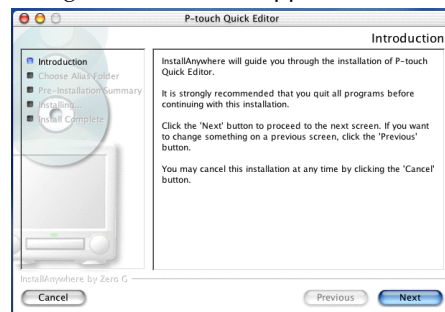 P-touch Quick Editor
Introduction
Introduction
Choose Alias Folder
Pre-Installation Summary
Installing...
Install Complete
InstallAnywhere will guide you through the installation of P-touch
Quick Editor.
It is strongly recommended that you quit all programs before
continuing with this installation.
Click the 'Next' button to proceed to the next screen. If you want
to change something on a previous screen, click the 'Previous'
button.
You may cancel this installation at any time by clicking the 'Cancel'
button.
InstallAnywhere by Zero G
Cancel
Previous
Next